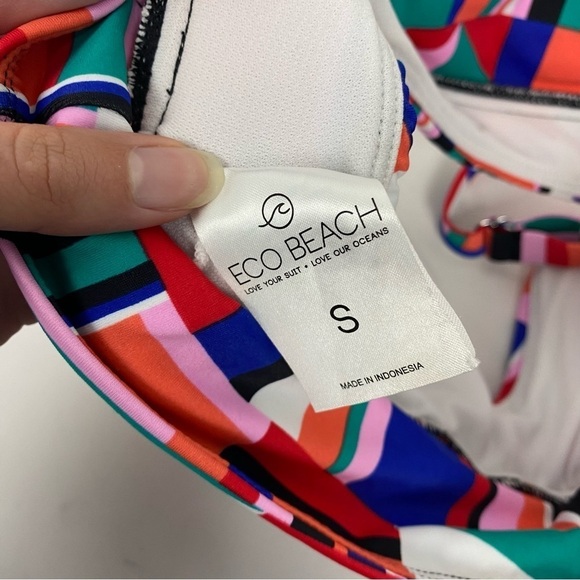 ECO BEACH
LOVE YOUR SUIT • LOVE OUR OCEANS
S
MADE IN INDONESIA